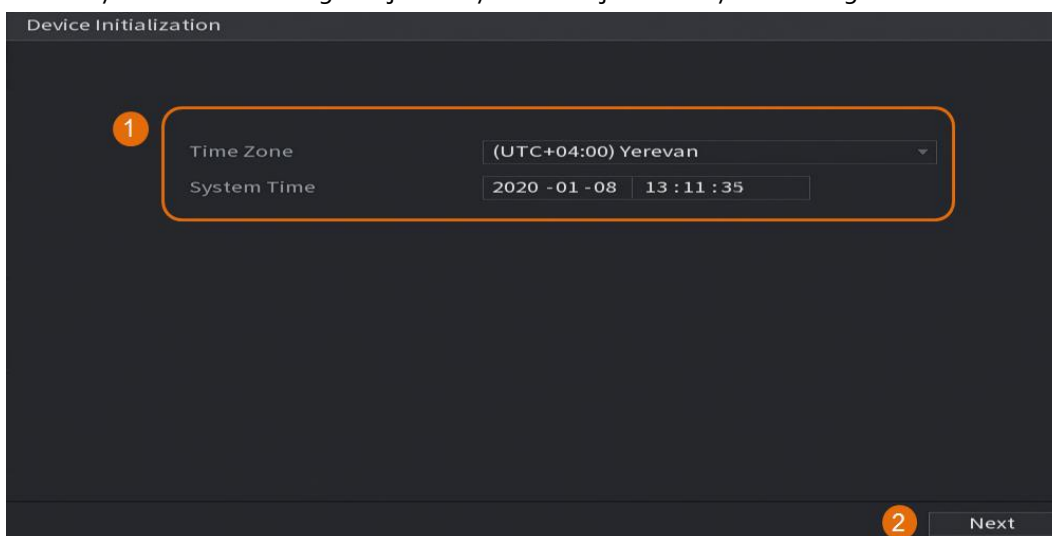 Device Initialization
1
Time Zone (UTC+04:00) Yerevan
System Time 2020 -01 -08 13 : 11 : 35
2 Next